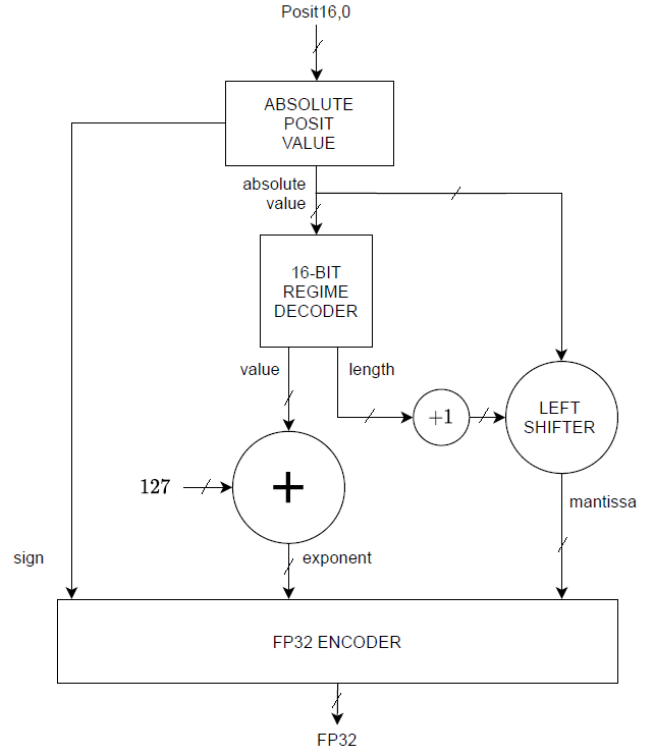 Posit16,0
ABSOLUTE
POSIT
VALUE
absolute
value
16-BIT
REGIME
DECODER
value
length
+1
LEFT
SHIFTER
127
+
mantissa
sign
exponent
FP32 ENCODER
FP32